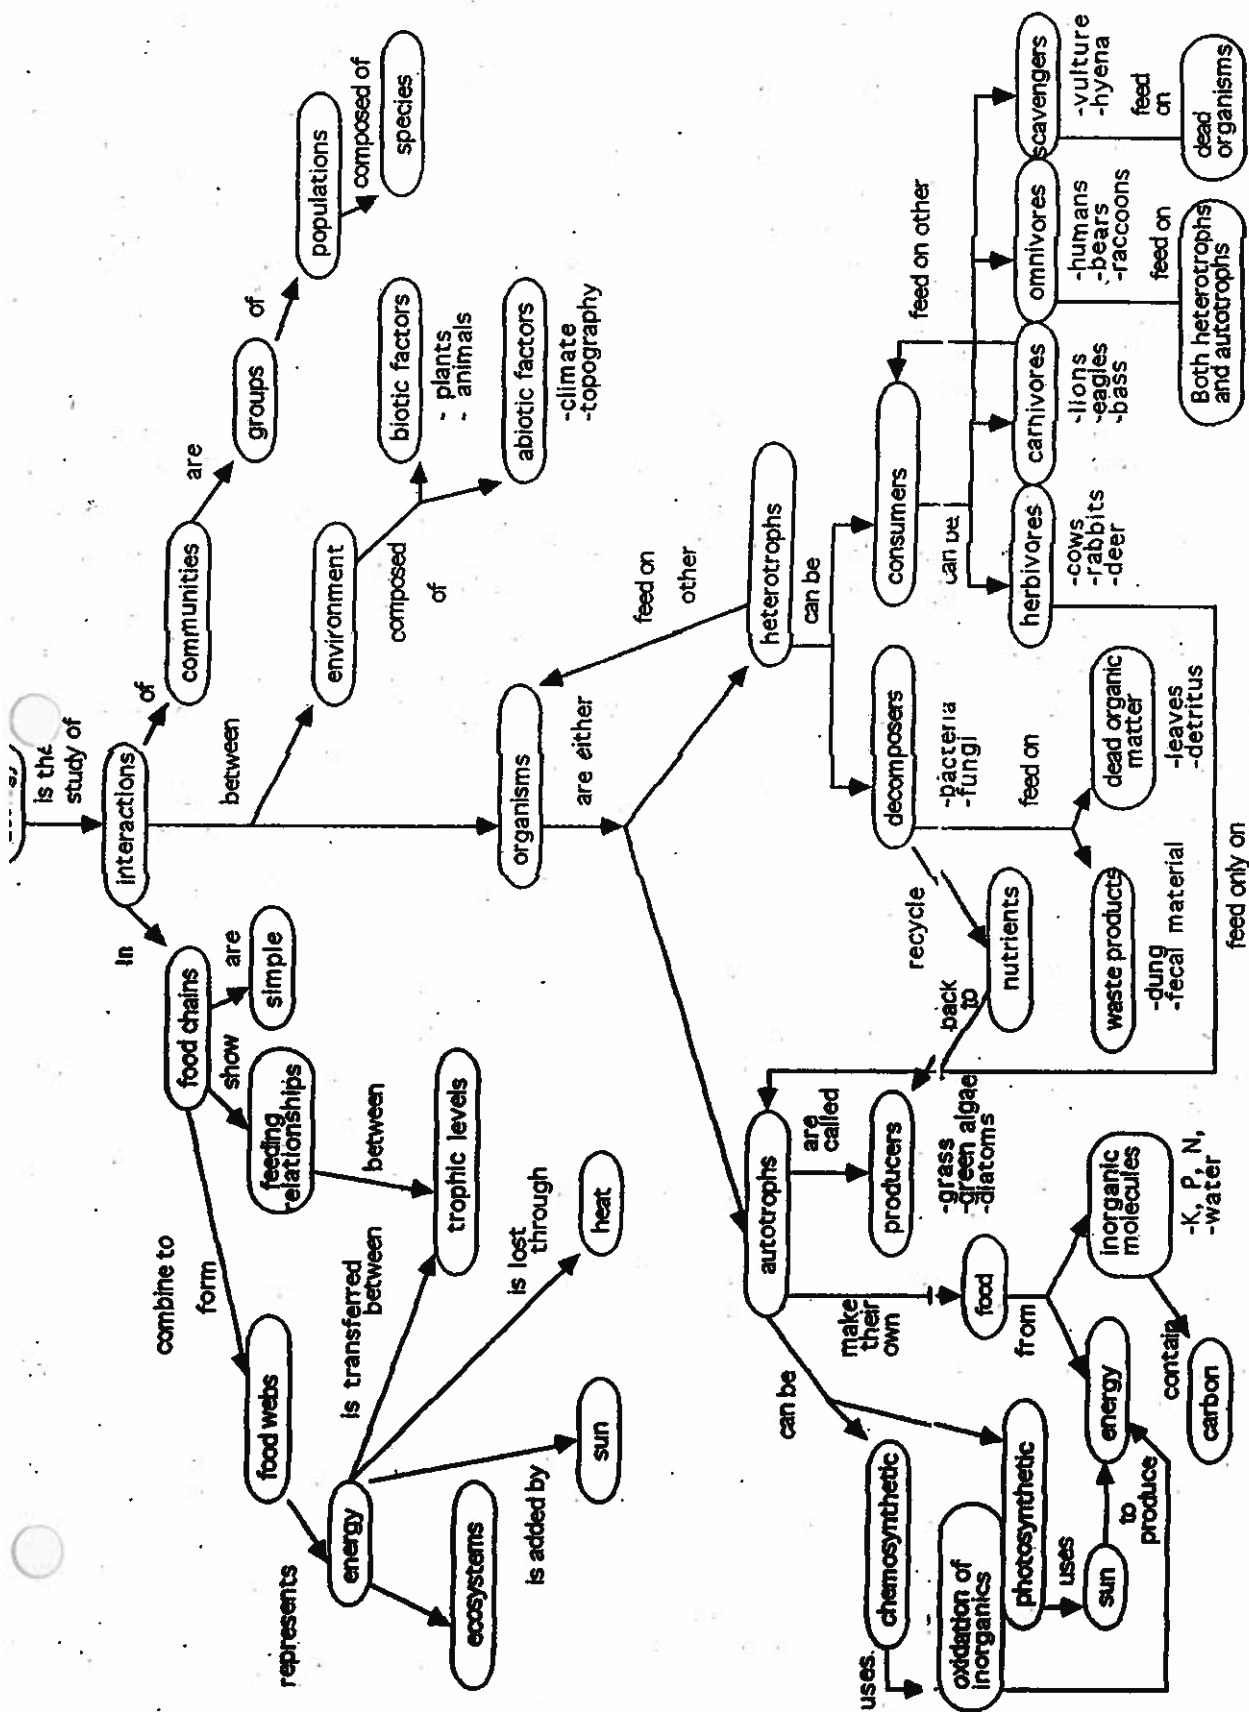 is the
study of
interactions
of
communities
are
groups
of
populations
composed of
species
between
environment
composed
of
biotic factors
- plants
- animals
abiotic factors
-climate
-topography
In
food chains
are
simple
show
feeding
relationships
between
trophic levels
combine to
form
food webs
represents
energy
is transferred
between
is lost
through
heat
is added by
sun
ecosystems
organisms
are either
feed on
other
heterotrophs
can be
consumers
can be
feed on other
herbivores
-cows
-rabbits
-deer
carnivores
-lions
-eagles
-bass
omnivores
-humans
-bears
-raccoons
feed on
Both heterotrophs
and autotrophs
scavengers
-vulture
-hyena
feed
on
dead
organisms
decomposers
-bacteria
-fungi
feed on
dead organic
matter
-leaves
-detritus
waste products
-dung
-fecal material
recycle
nutrients
back
to
feed only on
autotrophs
are
called
producers
-grass
-green algae
-diatoms
make
their
own
food
from
energy
inorganic
molecules
-K, P, N,
-water
contain
carbon
can be
chemosynthetic
uses
oxidation of
inorganics
photosynthetic
uses
sun
to
produce